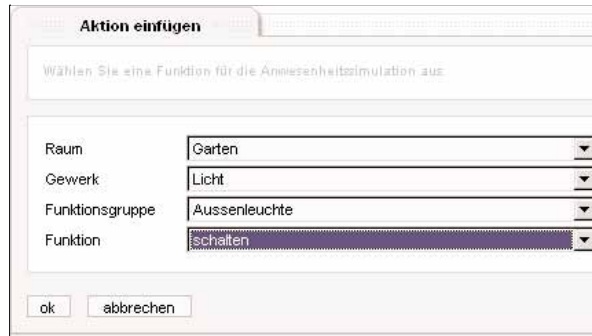 Aktion einfügen
Wählen Sie eine Funktion für die Anwesenheitssimulation aus
Raum Garten
Gewerk Licht
Funktionsgruppe Aussenleuchte
Funktion schalten
ok abbrechen